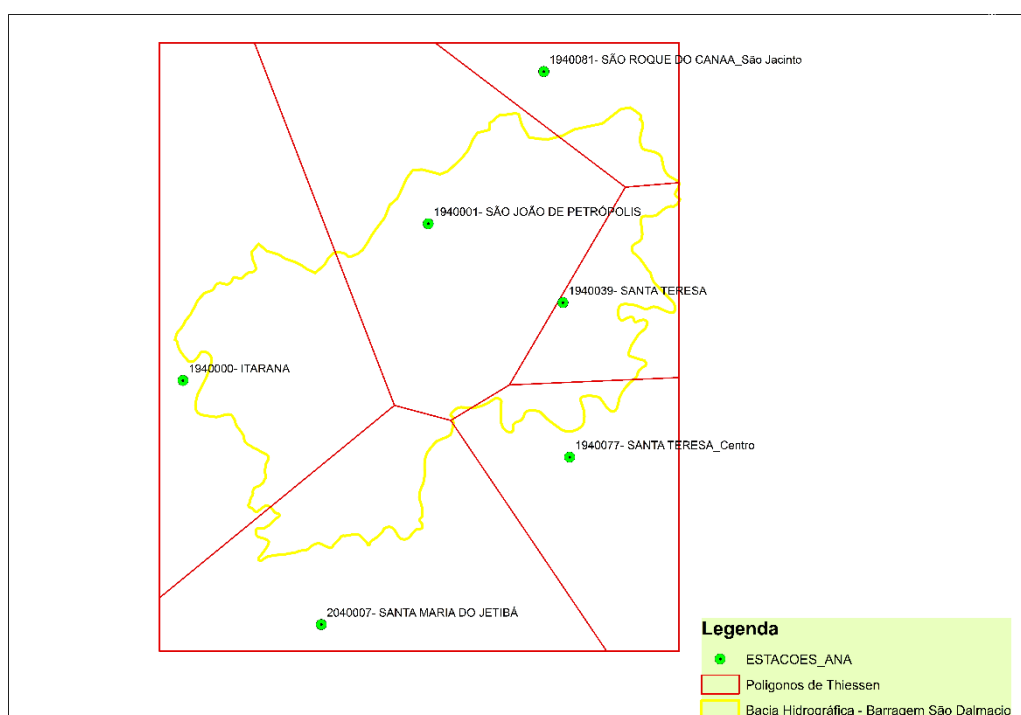 1940081- SÃO ROQUE DO CANAA_São Jacinto
1940001- SÃO JOÃO DE PETRÓPOLIS
1940039- SANTA TERESA
1940000- ITARANA
1940077- SANTA TERESA_Centro
2040007- SANTA MARIA DO JETIBÁ
Legenda
ESTACOES_ANA
Poligonos de Thiessen
Bacia Hidrográfica - Barragem São Dalmacio